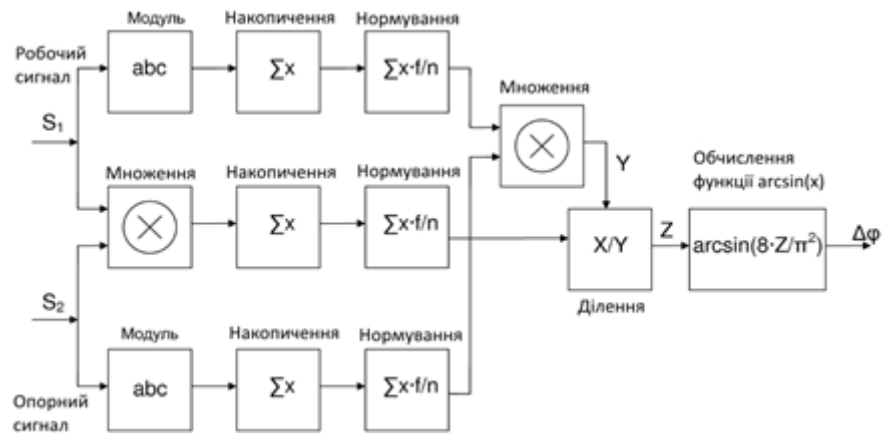 Модуль
Накопичення
Нормування
Робочий
сигнал
abc
∑x
∑x·f/n
Множення
S₁
Множення
Накопичення
Нормування
Y
Обчислення
функції arcsin(x)
∑x
∑x·f/n
X/Y
Z
arcsin(8·Z/π²)
Δφ
S₂
Ділення
Модуль
Накопичення
Нормування
Опорний
сигнал
abc
∑x
∑x·f/n